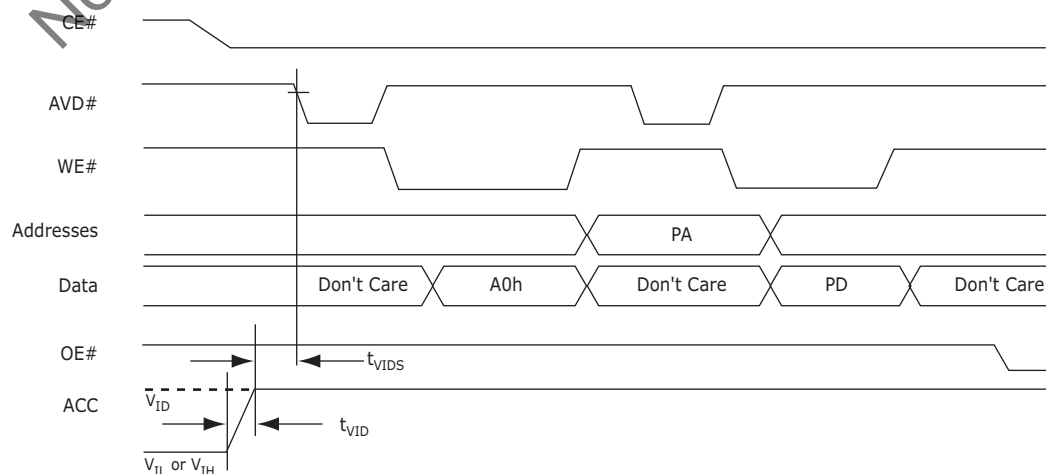 CE#
AVD#
WE#
Addresses
PA
Data
Don't Care
A0h
Don't Care
PD
Don't Care
OE#
tVIDS
ACC
VID
tVID
VIL or VIH